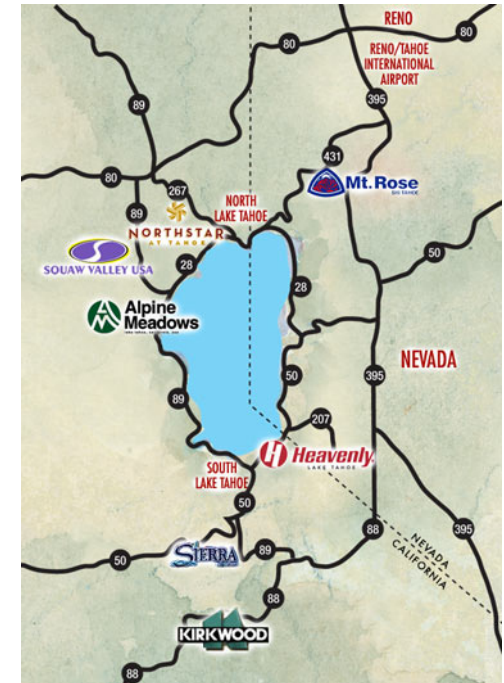 RENO
80
80
RENO/TAHOE
INTERNATIONAL
AIRPORT
89
395
431
80
267
Mt. Rose
SKI TAHOE
89
NORTH
LAKE TAHOE
NORTHSTAR
AT TAHOE
50
SQUAW VALLEY USA
28
28
Alpine
Meadows
NEVADA
50
395
89
207
Heavenly
LAKE TAHOE
SOUTH
LAKE TAHOE
50
88
395
NEVADA
CALIFORNIA
50
SIERRA
89
88
KIRKWOOD
88